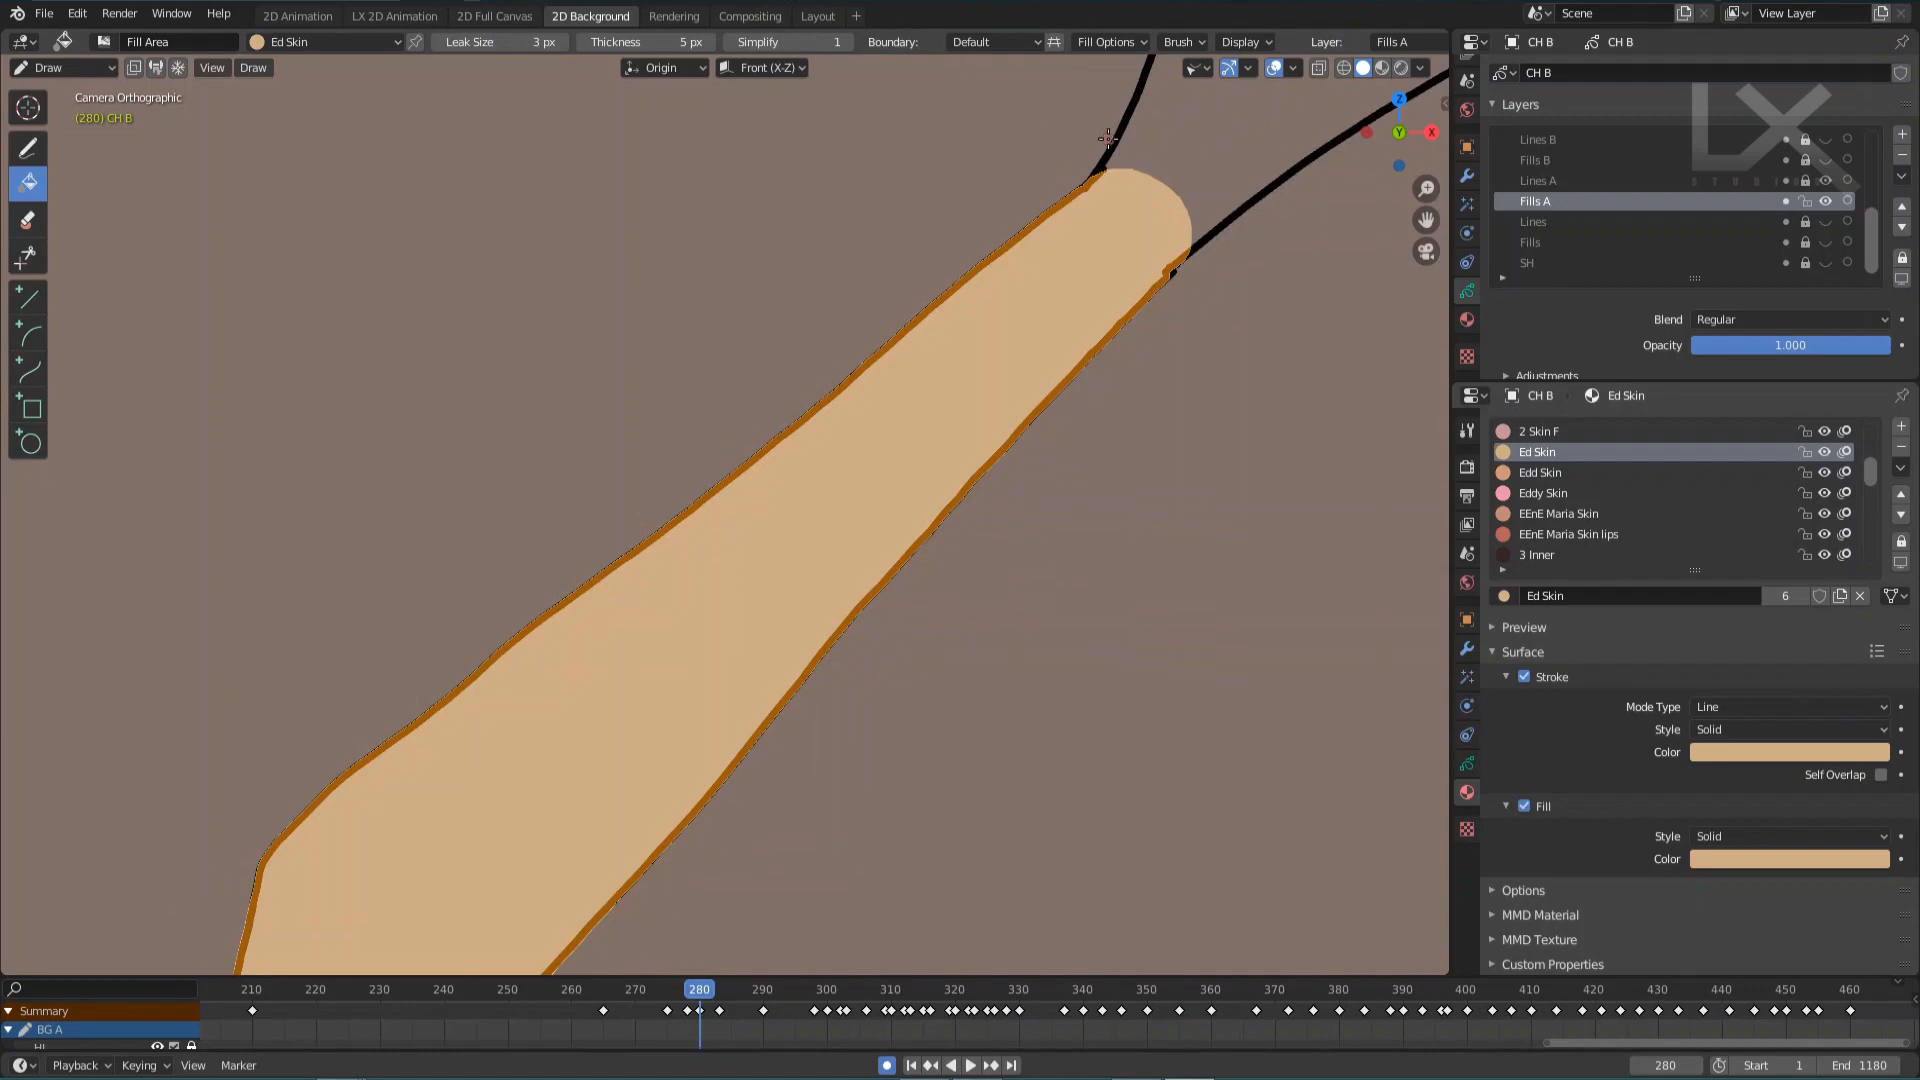 File Edit Render Window Help 2D Animation LX 2D Animation 2D Full Canvas 2D Background Rendering Compositing Layout + Scene View Layer
Fill Area Ed Skin Leak Size 3 px Thickness 5 px Simplify 1 Boundary: Default Fill Options Brush Display Layer: Fills A CH B CH B
Draw View Draw Origin Front (X-Z) CH B
Camera Orthographic
(280) CH B
Z
Y X
Layers
LX
Lines B
Fills B
Lines A
Fills A
Lines
Fills
SH
Blend Regular
Opacity 1.000
Adjustments
CH B Ed Skin
2 Skin F
Ed Skin
Edd Skin
Eddy Skin
EEnE Maria Skin
EEnE Maria Skin lips
3 Inner
Ed Skin 6
Preview
Surface
Stroke
Mode Type Line
Style Solid
Color
Self Overlap
Fill
Style Solid
Color
Options
MMD Material
MMD Texture
Custom Properties
210 220 230 240 250 260 270 280 290 300 310 320 330 340 350 360 370 380 390 400 410 420 430 440 450 460
Summary
BG A
Playback Keying View Marker 280 Start 1 End 1180